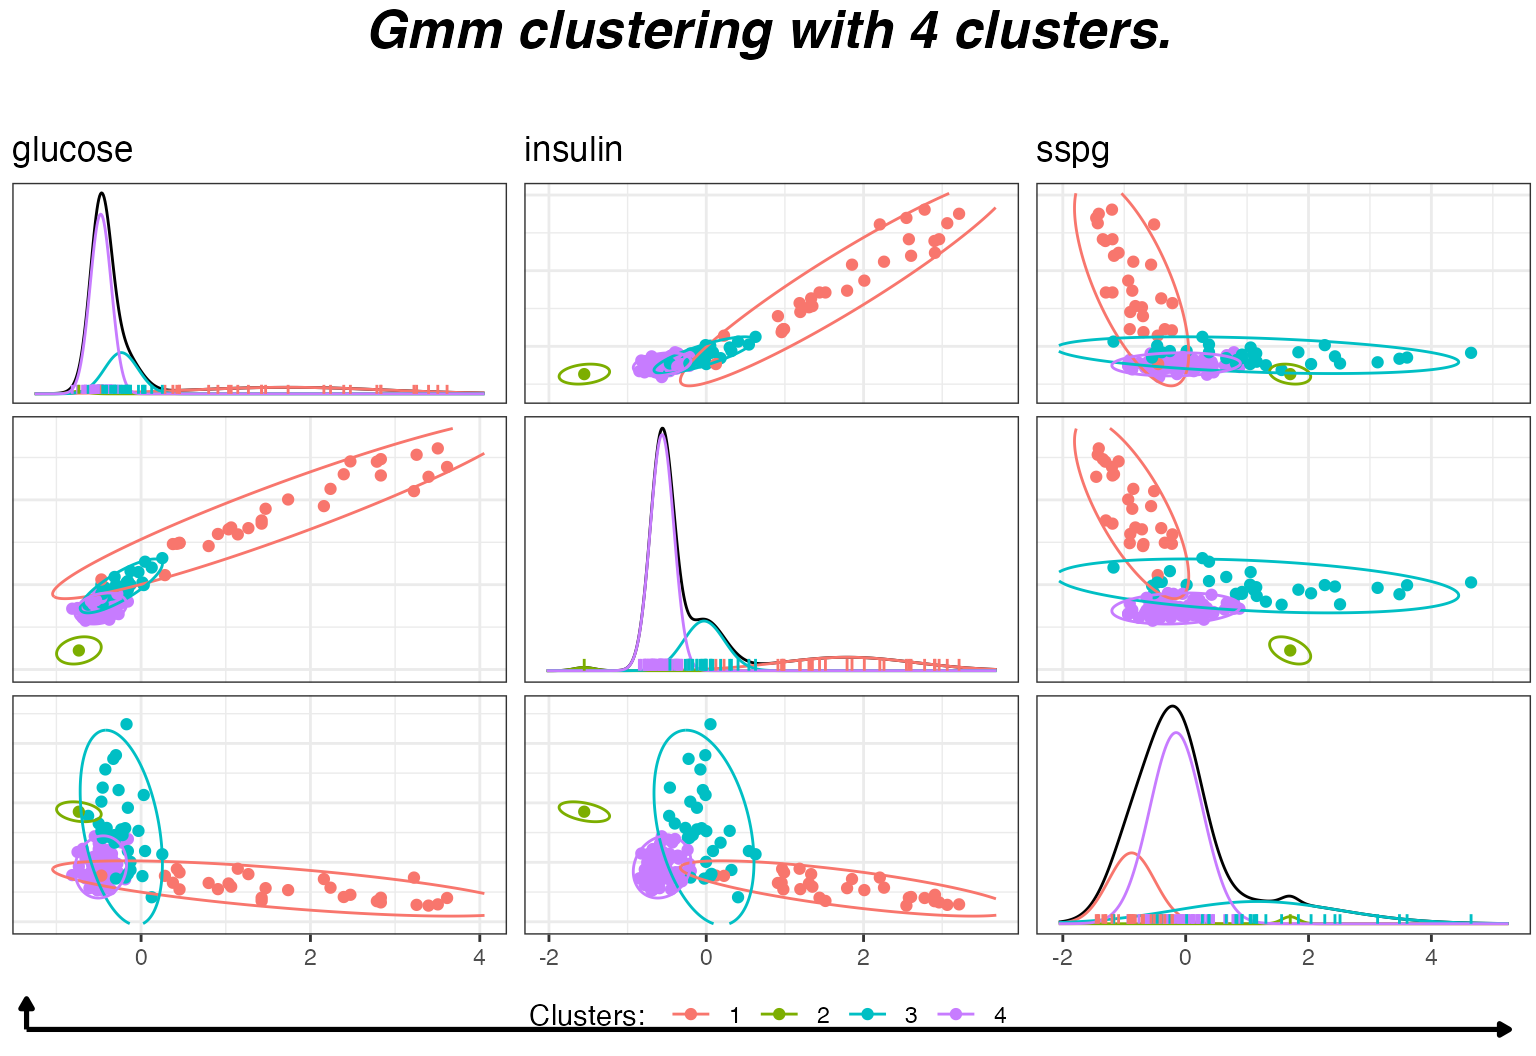 Gmm clustering with 4 clusters.
glucose insulin sspg
0 2 4 -2 0 2 -2 0 2 4
Clusters: 1 2 3 4